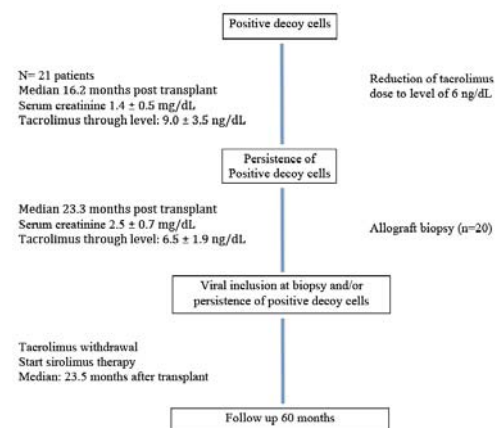 Positive decoy cells
N= 21 patients
Median 16.2 months post transplant
Serum creatinine 1.4 ± 0.5 mg/dL
Tacrolimus through level: 9.0 ± 3.5 ng/dL
Reduction of tacrolimus
dose to level of 6 ng/dL
Persistence of
Positive decoy cells
Median 23.3 months post transplant
Serum creatinine 2.5 ± 0.7 mg/dL
Tacrolimus through level: 6.5 ± 1.9 ng/dL
Allograft biopsy (n=20)
Viral inclusion at biopsy and/or
persistence of positive decoy cells
Tacrolimus withdrawal
Start sirolimus therapy
Median: 23.5 months after transplant
Follow up 60 months